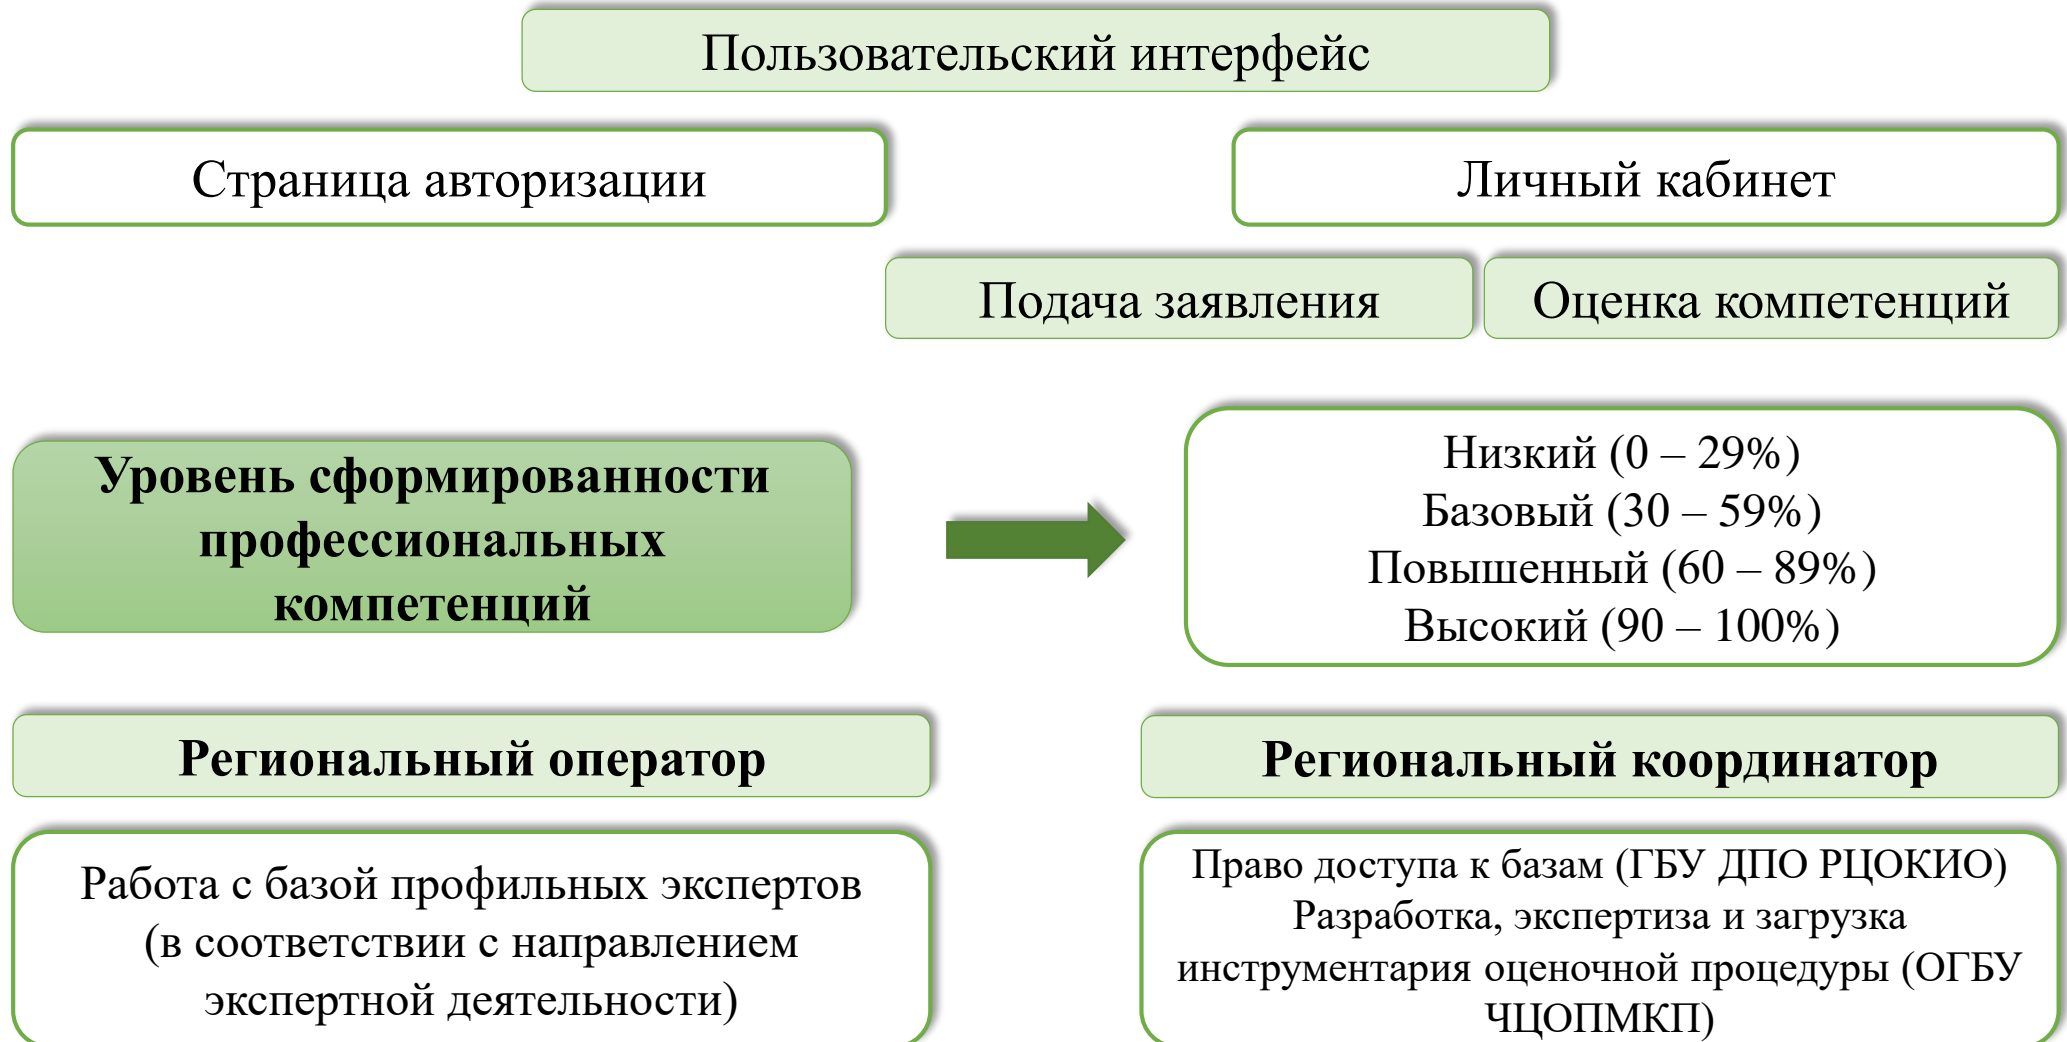 Пользовательский интерфейс
Страница авторизации
Личный кабинет
Подача заявления
Оценка компетенций
Уровень сформированности
профессиональных
компетенций
Низкий (0 – 29%)
Базовый (30 – 59%)
Повышенный (60 – 89%)
Высокий (90 – 100%)
Региональный оператор
Региональный координатор
Работа с базой профильных экспертов
(в соответствии с направлением
экспертной деятельности)
Право доступа к базам (ГБУ ДПО РЦОКИО)
Разработка, экспертиза и загрузка
инструментария оценочной процедуры (ОГБУ
ЧЦОПМКП)